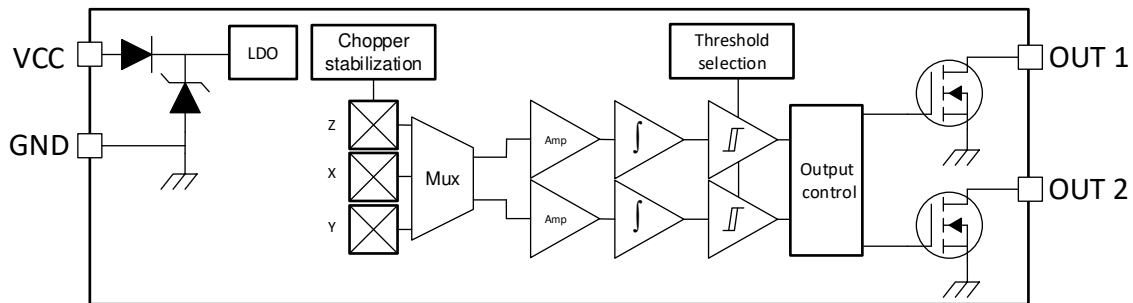 VCC
GND
LDO
Chopper
stabilization
Z
X
Y
Mux
Amp
∫
Amp
∫
Threshold
selection
Output
control
OUT 1
OUT 2